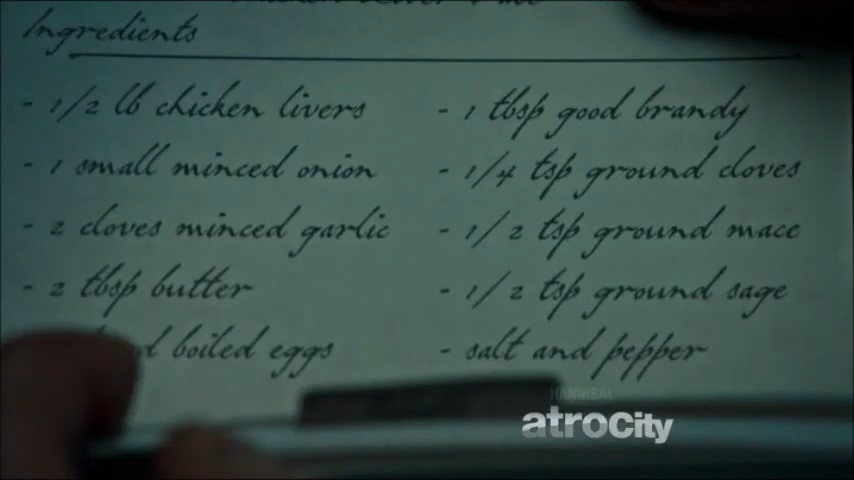 Ingredients
- 1/2 lb chicken livers
- 1 small minced onion
- 2 cloves minced garlic
- 2 tbsp butter
boiled eggs
- 1 tbsp good brandy
- 1/4 tsp ground cloves
- 1/2 tsp ground mace
- 1/2 tsp ground sage
- salt and pepper
HANNIBAL
atrocity